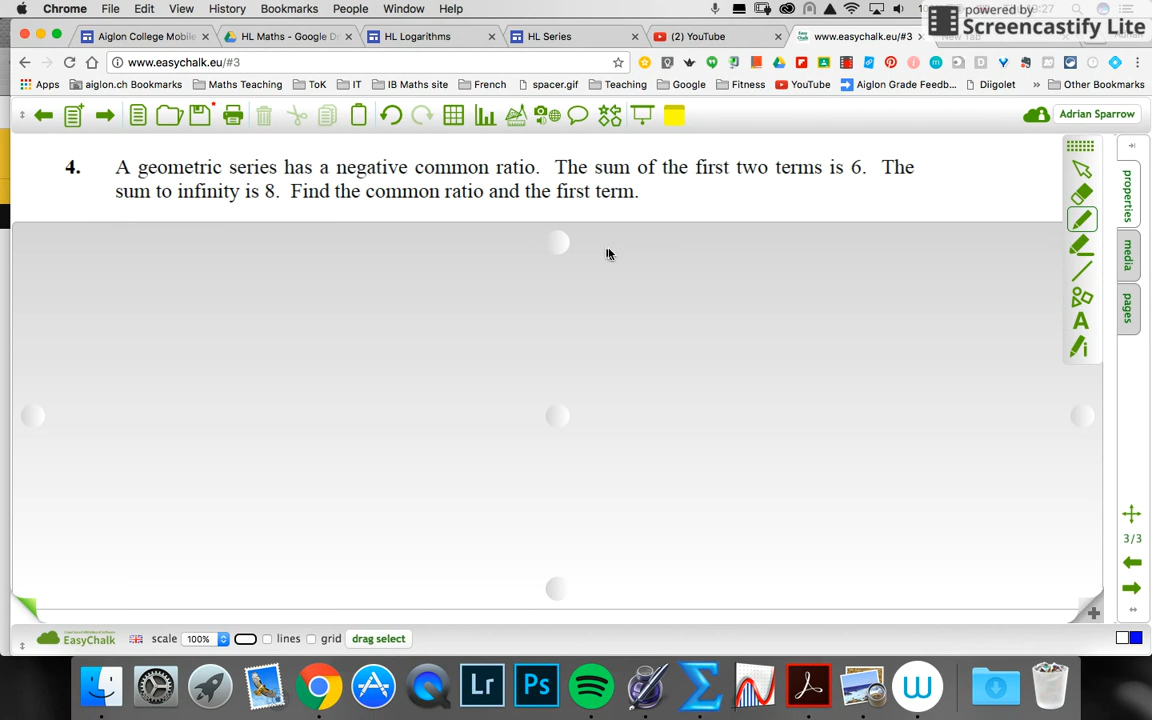 Chrome File Edit View History Bookmarks People Window Help
powered by
Screencastify Lite
Aiglon College Mobile HL Maths - Google Dr HL Logarithms HL Series (2) YouTube www.easychalk.eu/#3 New Tab
www.easychalk.eu/#3
Apps aiglon.ch Bookmarks Maths Teaching ToK IT IB Maths site French spacer.gif Teaching Google Fitness YouTube Aiglon Grade Feedb... Diigolet » Other Bookmarks
Adrian Sparrow
4. A geometric series has a negative common ratio. The sum of the first two terms is 6. The
sum to infinity is 8. Find the common ratio and the first term.
properties
media
pages
3/3
EasyChalk scale 100% lines grid drag select
Lr Ps